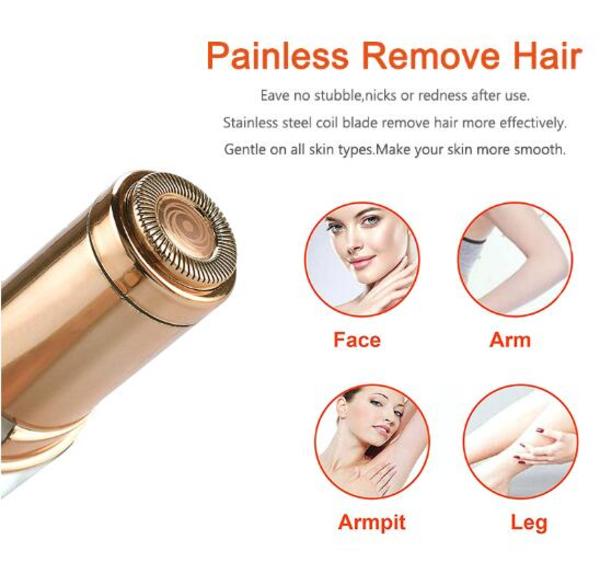 Painless Remove Hair
Eave no stubble,nicks or redness after use.
Stainless steel coil blade remove hair more effectively.
Gentle on all skin types.Make your skin more smooth.
Face
Arm
Armpit
Leg